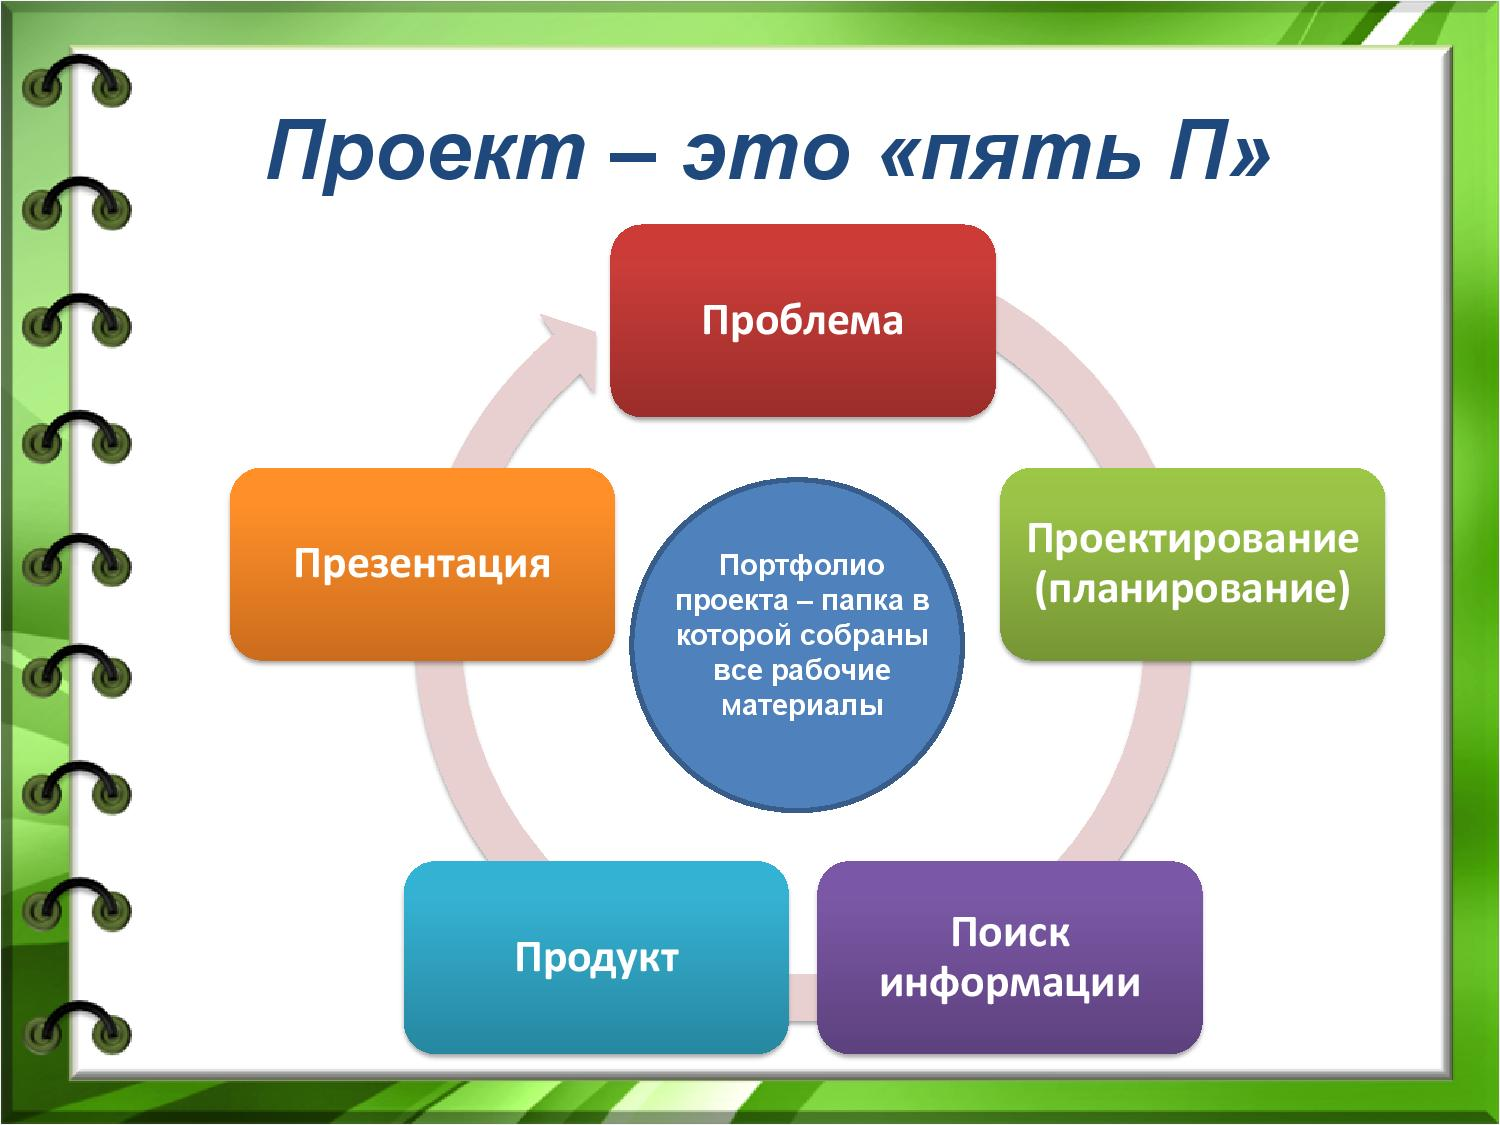 Проект – это «пять П»
Проблема
Проектирование
(планирование)
Поиск
информации
Продукт
Презентация
Портфолио
проекта – папка в
которой собраны
все рабочие
материалы